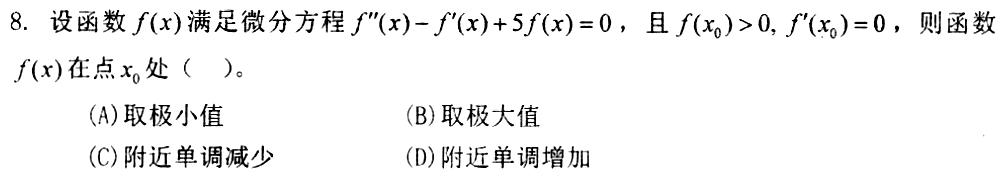 8. 设函数 f(x)满足微分方程 f''(x)− f'(x)+5f(x)=0，且 f(x₀)>0, f'(x₀)=0，则函数
f(x)在点 x₀ 处（ ）。
(A)取极小值 (B)取极大值
(C)附近单调减少 (D)附近单调增加